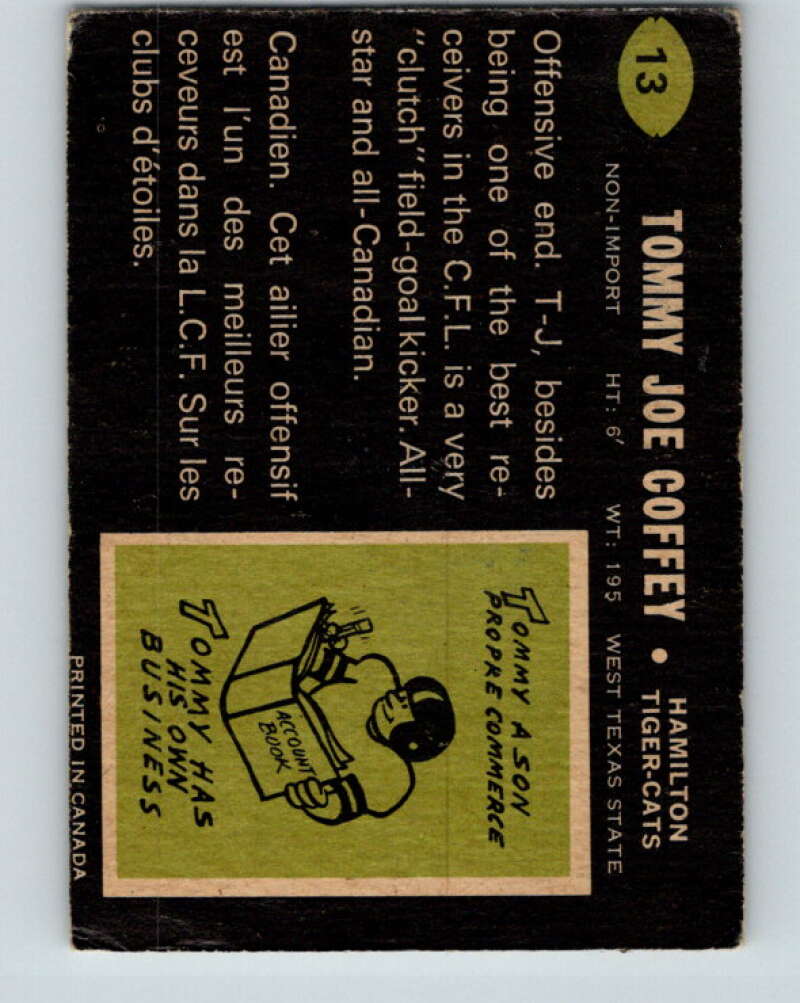 13
TOMMY JOE COFFEY •
HAMILTON
TIGER-CATS
NON-IMPORT HT: 6' WT: 195 WEST TEXAS STATE
Offensive end. T-J, besides
being one of the best re-
ceivers in the C.F.L. is a very
"clutch" field-goal kicker. All-
star and all-Canadian.
Canadien. Cet ailier offensif
est l'un des meilleurs re-
ceveurs dans la L.C.F. Sur les
clubs d'étoiles.
TOMMY A SON
PROPRE COMMERCE
ACCOUNT
BOOK
TOMMY HAS
HIS OWN
BUSINESS
PRINTED IN CANADA